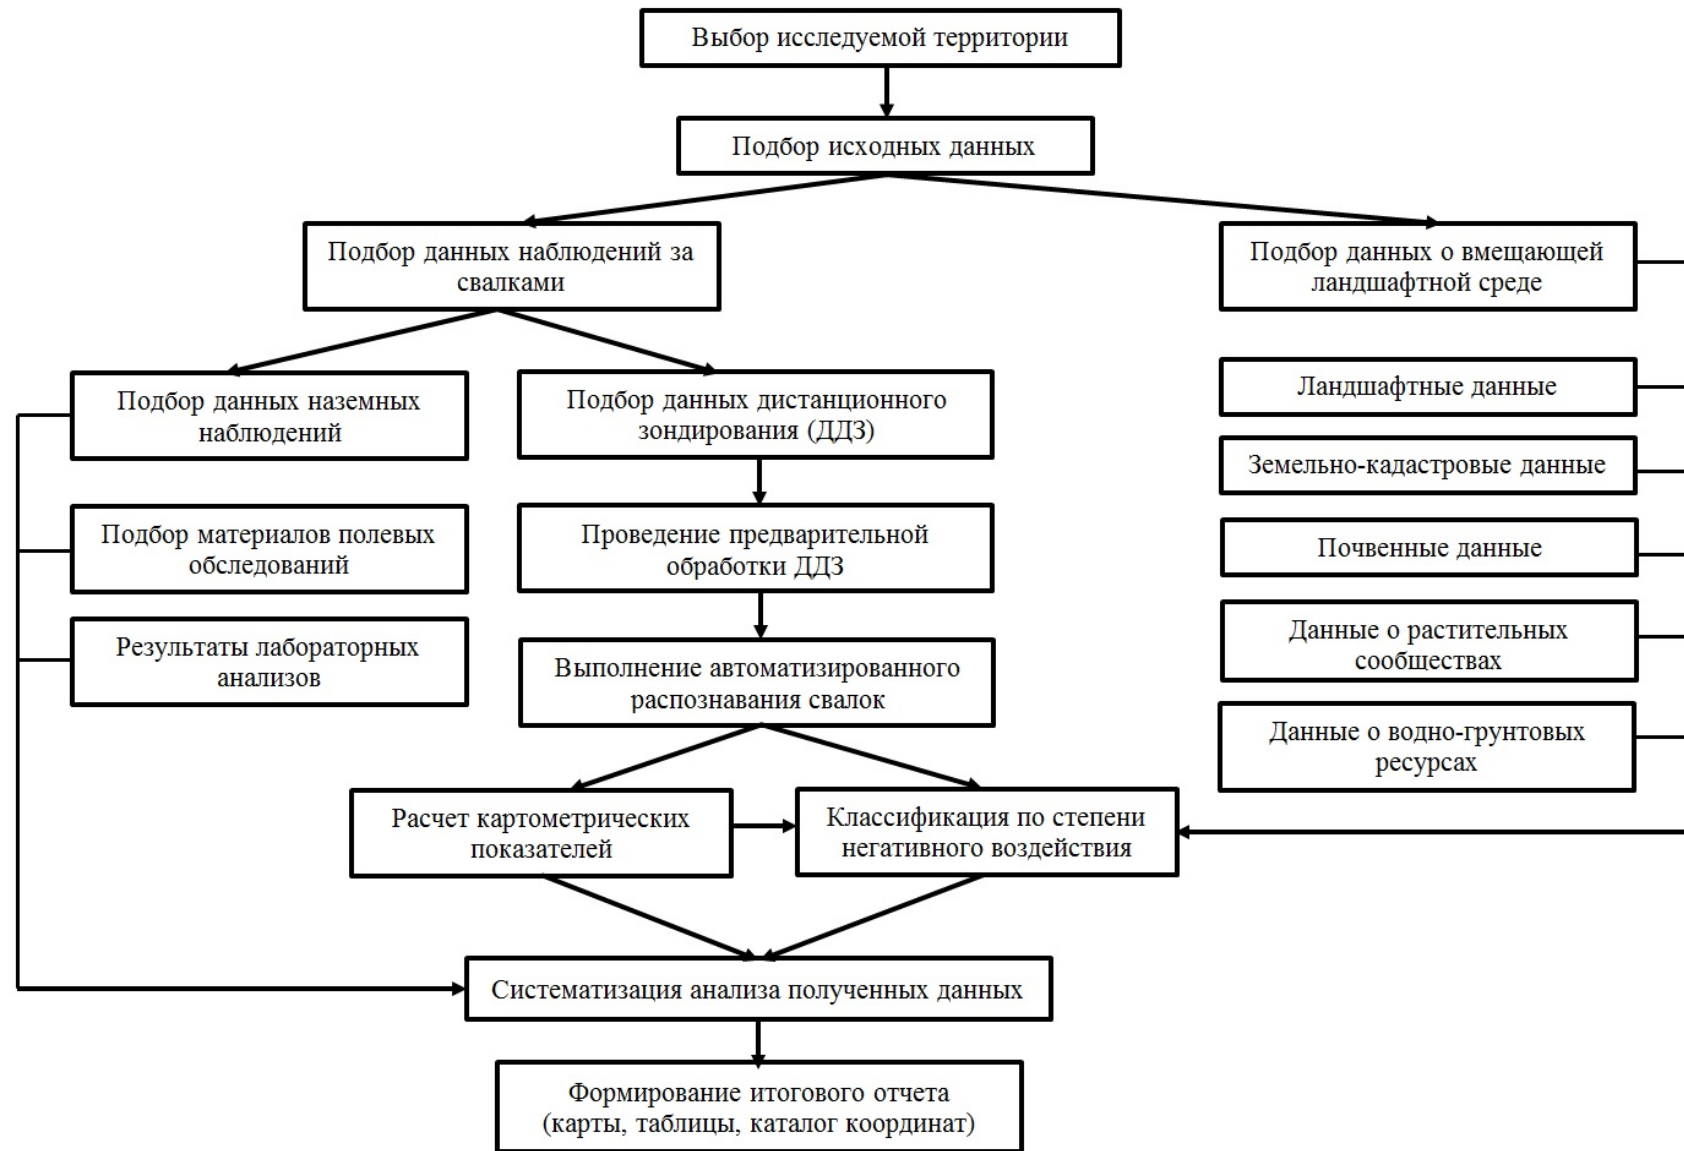 Выбор исследуемой территории
Подбор исходных данных
Подбор данных наблюдений за
свалками
Подбор данных о вмещающей
ландшафтной среде
Подбор данных наземных
наблюдений
Подбор данных дистанционного
зондирования (ДДЗ)
Ландшафтные данные
Земельно-кадастровые данные
Подбор материалов полевых
обследований
Проведение предварительной
обработки ДДЗ
Почвенные данные
Результаты лабораторных
анализов
Выполнение автоматизированного
распознавания свалок
Данные о растительных
сообществах
Данные о водно-грунтовых
ресурсах
Расчет картометрических
показателей
Классификация по степени
негативного воздействия
Систематизация анализа полученных данных
Формирование итогового отчета
(карты, таблицы, каталог координат)